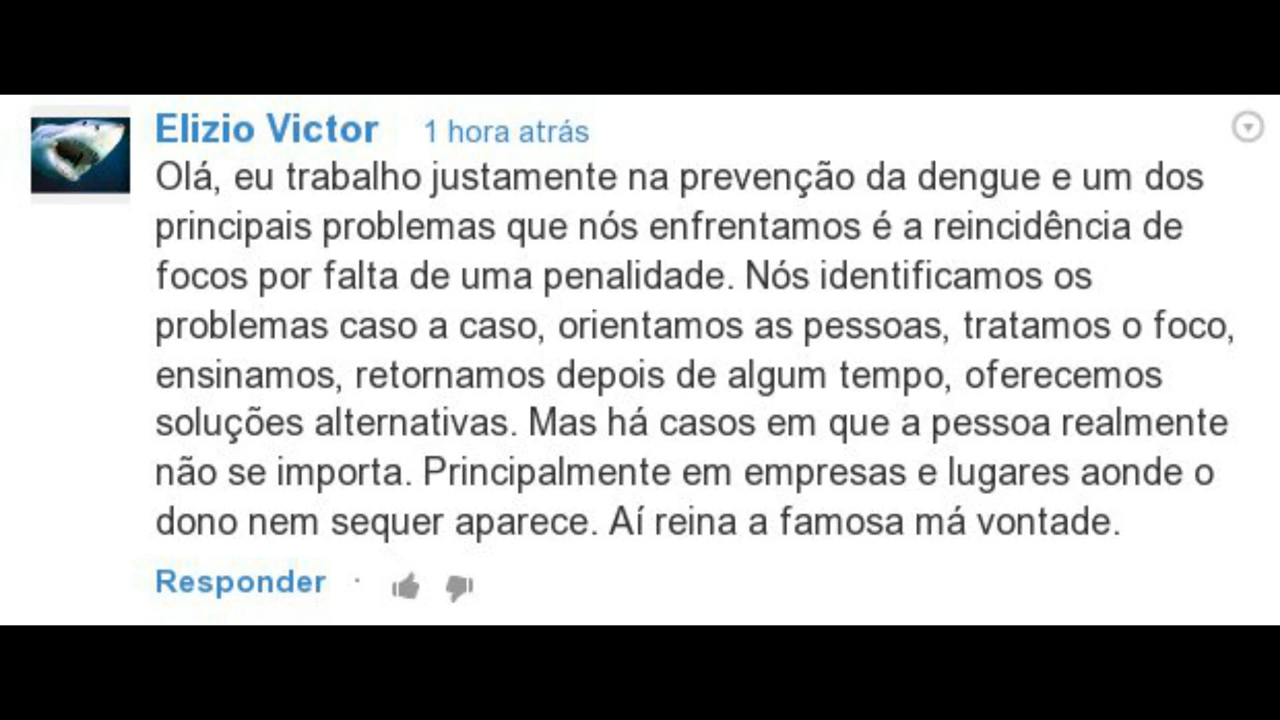 Elizio Victor 1 hora atrás
Olá, eu trabalho justamente na prevenção da dengue e um dos
principais problemas que nós enfrentamos é a reincidência de
focos por falta de uma penalidade. Nós identificamos os
problemas caso a caso, orientamos as pessoas, tratamos o foco,
ensinamos, retornamos depois de algum tempo, oferecemos
soluções alternativas. Mas há casos em que a pessoa realmente
não se importa. Principalmente em empresas e lugares aonde o
dono nem sequer aparece. Aí reina a famosa má vontade.
Responder ·